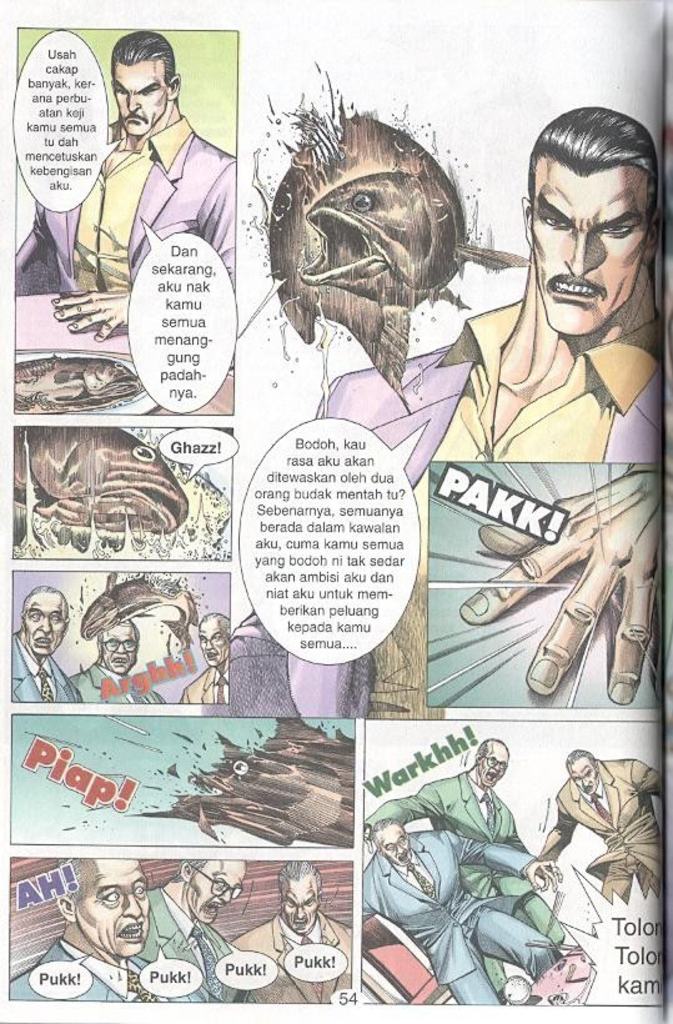 Usah
cakap
banyak, ker-
ana perbu-
atan keji
kamu semua
tu dah
mencetuskan
kebengisan
aku.
Dan
sekarang,
aku nak
kamu
semua
menang-
gung
padah-
nya.
Ghazz!
Bodoh, kau
rasa aku akan
ditewaskan oleh dua
orang budak mentah tu?
Sebenarnya, semuanya
berada dalam kawalan
aku, cuma kamu semua
yang bodoh ni tak sedar
akan ambisi aku dan
niat aku untuk mem-
berikan peluang
kepada kamu
semua....
PAKK!
Arghh!
Piap!
Warkhh!
AH!
Pukk!
Pukk!
Pukk!
Pukk!
Tolon
Tolon
kam
54